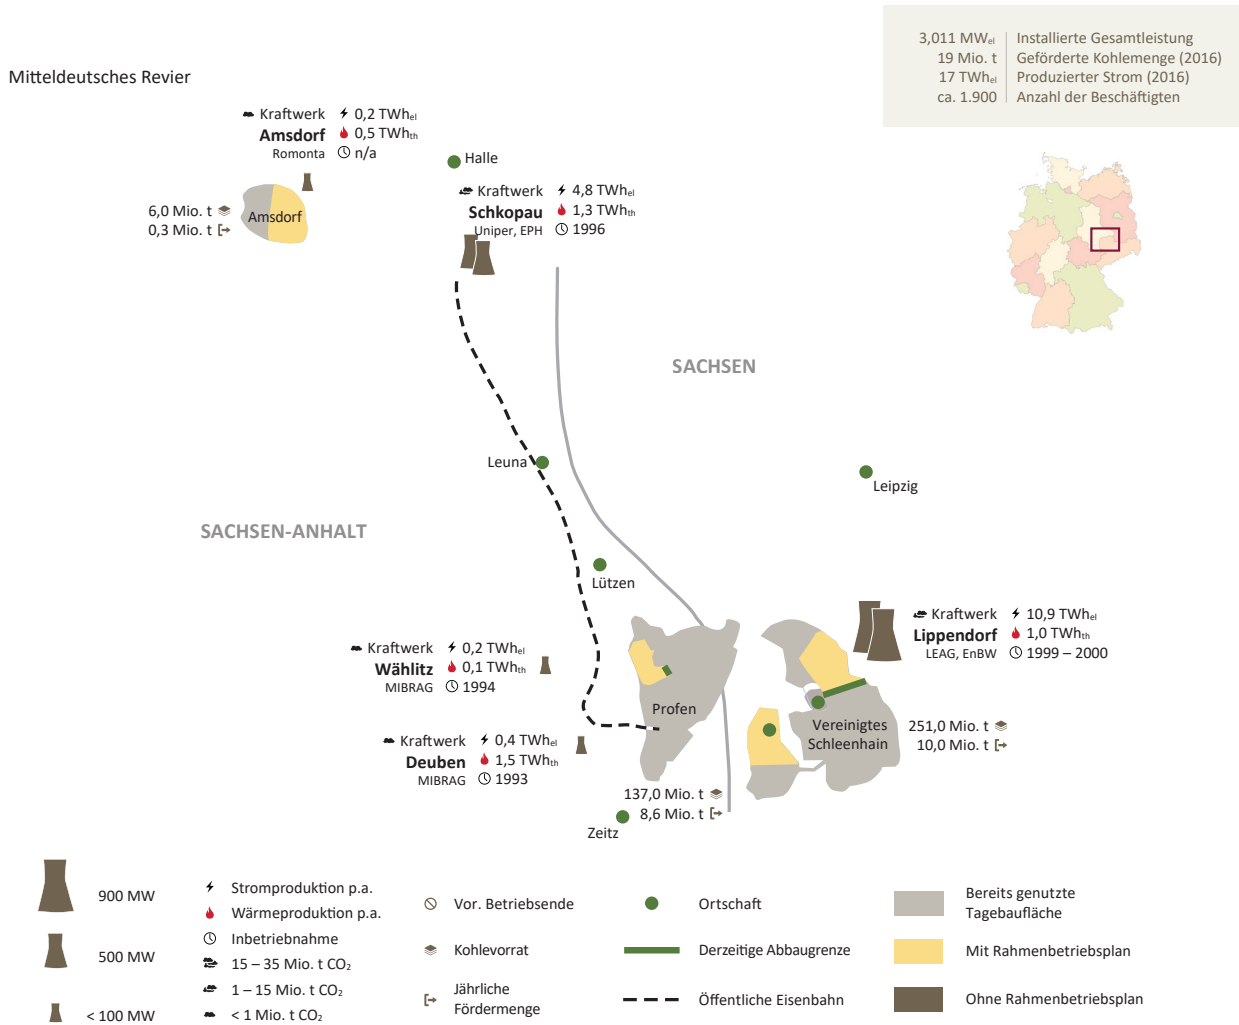 3,011 MWel Installierte Gesamtleistung
19 Mio. t Geförderte Kohlemenge (2016)
17 TWhel Produzierter Strom (2016)
ca. 1.900 Anzahl der Beschäftigten
Mitteldeutsches Revier
Kraftwerk 0,2 TWhel
Amsdorf 0,5 TWhth
Romonta n/a
Halle
6,0 Mio. t
0,3 Mio. t
Amsdorf
Kraftwerk 4,8 TWhel
Schkopau 1,3 TWhth
Uniper, EPH 1996
SACHSEN
Leuna
Leipzig
SACHSEN-ANHALT
Lützen
Kraftwerk 10,9 TWhel
Lippendorf 1,0 TWhth
LEAG, EnBW 1999 – 2000
Kraftwerk 0,2 TWhel
Wählitz 0,1 TWhth
MIBRAG 1994
Profen
Vereinigtes
Schleenhain
251,0 Mio. t
10,0 Mio. t
Kraftwerk 0,4 TWhel
Deuben 1,5 TWhth
MIBRAG 1993
137,0 Mio. t
8,6 Mio. t
Zeitz
900 MW
500 MW
< 100 MW
Stromproduktion p.a.
Wärmeproduktion p.a.
Inbetriebnahme
15 – 35 Mio. t CO₂
1 – 15 Mio. t CO₂
< 1 Mio. t CO₂
Vor. Betriebsende
Kohlevorrat
Jährliche
Fördermenge
Ortschaft
Derzeitige Abbaugrenze
Öffentliche Eisenbahn
Bereits genutzte
Tagebaufläche
Mit Rahmenbetriebsplan
Ohne Rahmenbetriebsplan